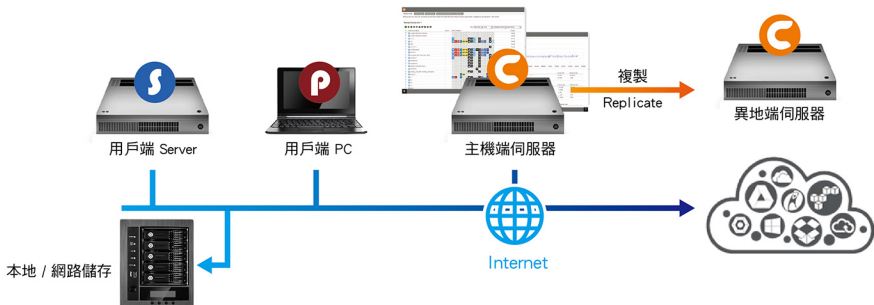 S
P
C
C
複製
Replicate
用戶端 Server
用戶端 PC
主機端伺服器
異地端伺服器
本地 / 網路儲存
Internet